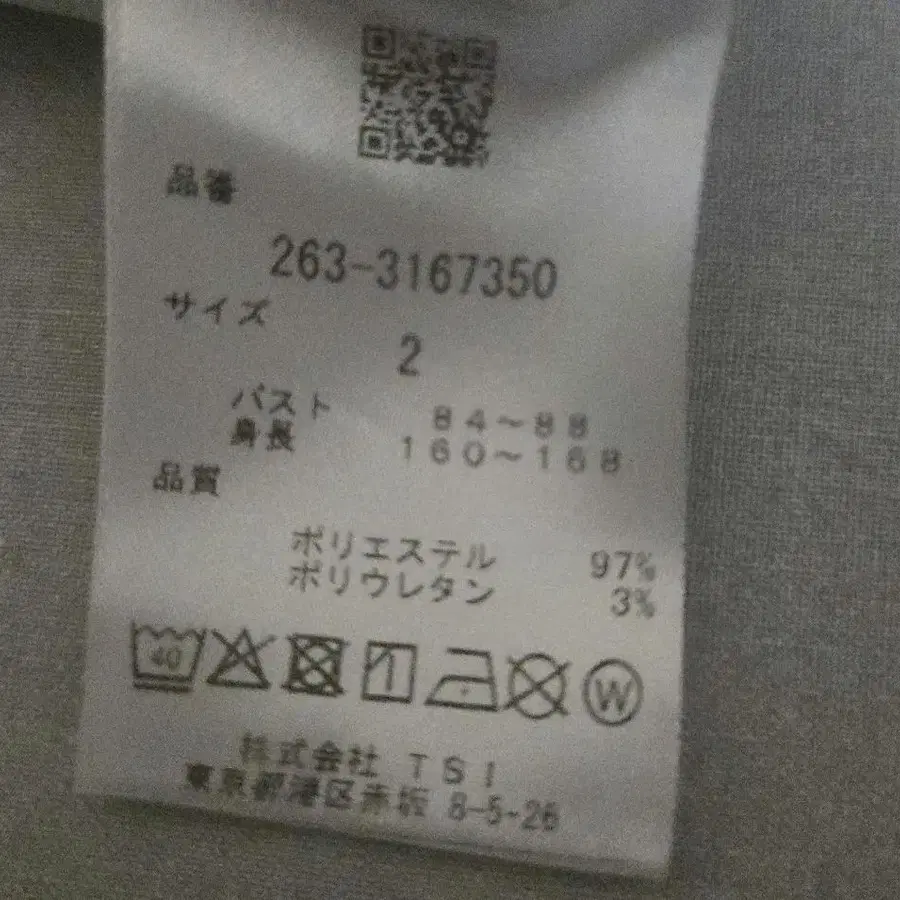 品番
263-3167350
サイズ
2
バスト 84～88
身長 160～168
品質
ポリエステル 97%
ポリウレタン 3%
40 W
株式会社 TSI
東京都港区赤坂 8-5-26